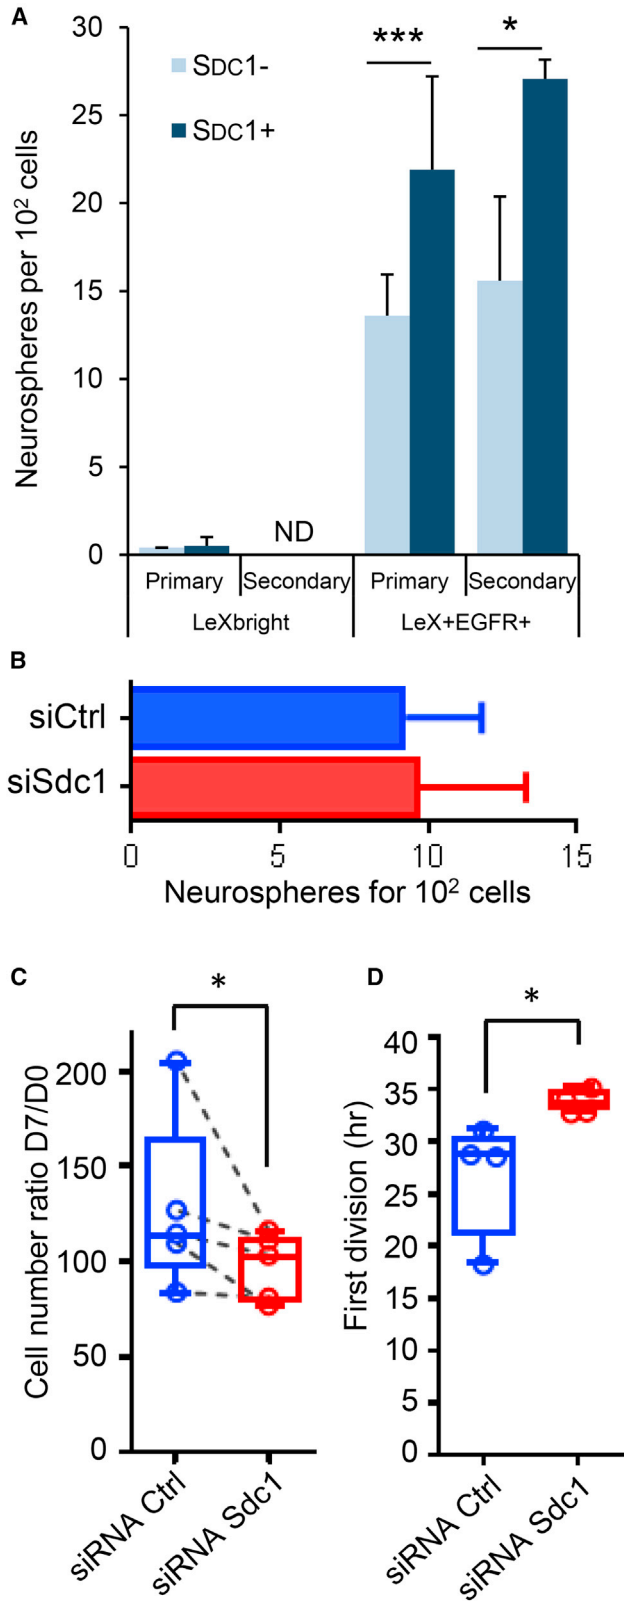 A
Neurospheres per 10² cells
30
25
20
15
10
5
0
SDC1-
SDC1+
***
*
ND
Primary Secondary Primary Secondary
LeXbright LeX+EGFR+
B
siCtrl
siSdc1
0 5 10 15
Neurospheres for 10² cells
C
*
Cell number ratio D7/D0
200
150
100
50
0
siRNA Ctrl
siRNA Sdc1
D
*
First division (hr)
40
35
30
25
20
15
10
5
0
siRNA Ctrl
siRNA Sdc1